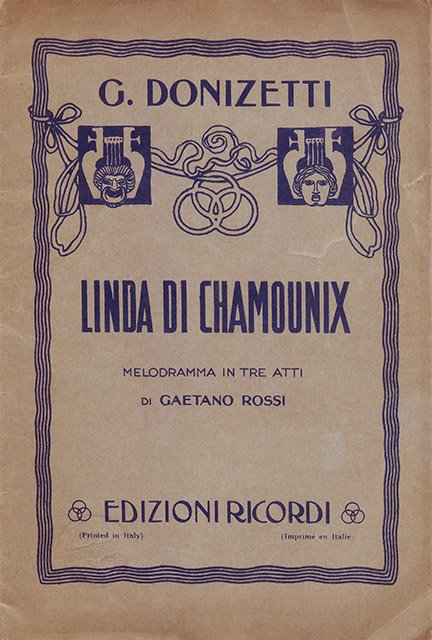 G. DONIZETTI
LINDA DI CHAMOUNIX
MELODRAMMA IN TRE ATTI
DI GAETANO ROSSI
EDIZIONI RICORDI
(Printed in Italy) (Imprimé en Italie)